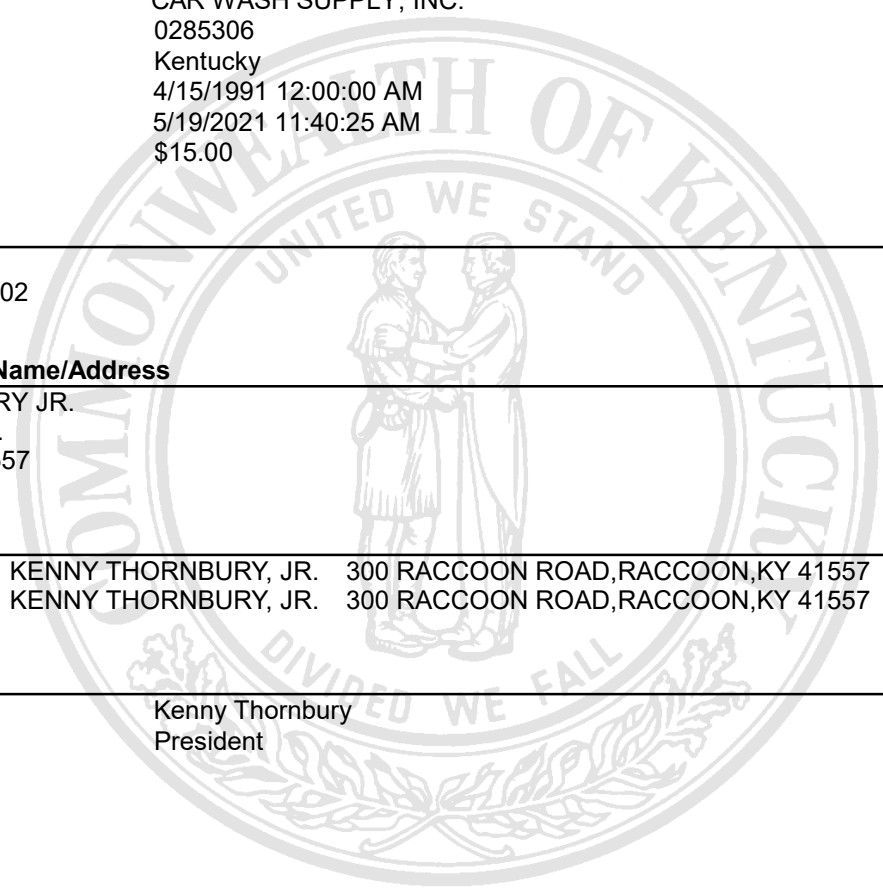 CAR WASH SUPPLY, INC.
0285306
Kentucky
4/15/1991 12:00:00 AM
5/19/2021 11:40:25 AM
$15.00
02
Name/Address
RY JR.
57
KENNY THORNBURY, JR. 300 RACCOON ROAD,RACCOON,KY 41557
KENNY THORNBURY, JR. 300 RACCOON ROAD,RACCOON,KY 41557
Kenny Thornbury
President
COMMONWEALTH OF KENTUCKY
UNITED WE STAND
DIVIDED WE FALL